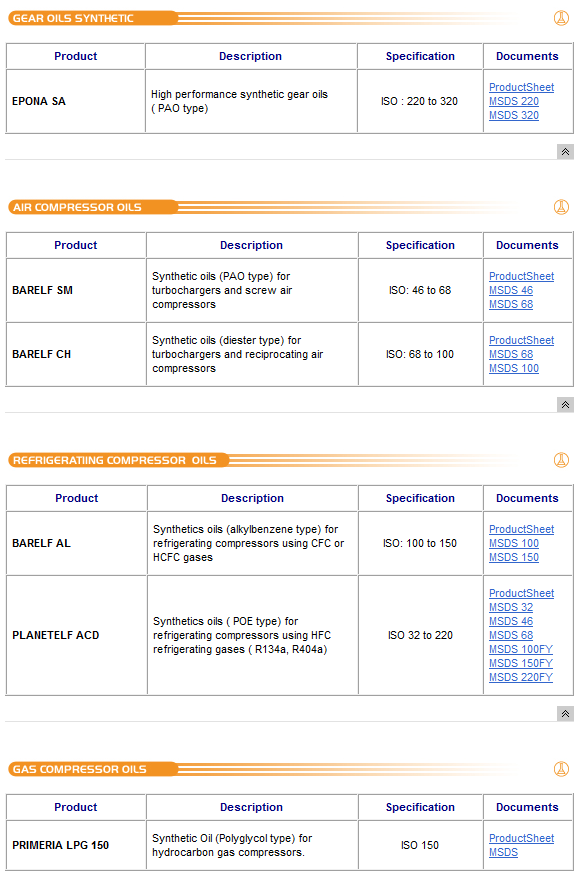 GEAR OILS SYNTHETIC
Product Description Specification Documents
EPONA SA
High performance synthetic gear oils
( PAO type)
ISO : 220 to 320
ProductSheet
MSDS 220
MSDS 320
AIR COMPRESSOR OILS
Product Description Specification Documents
BARELF SM
Synthetic oils (PAO type) for
turbochargers and screw air
compressors
ISO: 46 to 68
ProductSheet
MSDS 46
MSDS 68
BARELF CH
Synthetic oils (diester type) for
turbochargers and reciprocating air
compressors
ISO: 68 to 100
ProductSheet
MSDS 68
MSDS 100
REFRIGERATIING COMPRESSOR OILS
Product Description Specification Documents
BARELF AL
Synthetics oils (alkylbenzene type) for
refrigerating compressors using CFC or
HCFC gases
ISO: 100 to 150
ProductSheet
MSDS 100
MSDS 150
PLANETELF ACD
Synthetics oils ( POE type) for
refrigerating compressors using HFC
refrigerating gases ( R134a, R404a)
ISO 32 to 220
ProductSheet
MSDS 32
MSDS 46
MSDS 68
MSDS 100FY
MSDS 150FY
MSDS 220FY
GAS COMPRESSOR OILS
Product Description Specification Documents
PRIMERIA LPG 150
Synthetic Oil (Polyglycol type) for
hydrocarbon gas compressors.
ISO 150
ProductSheet
MSDS